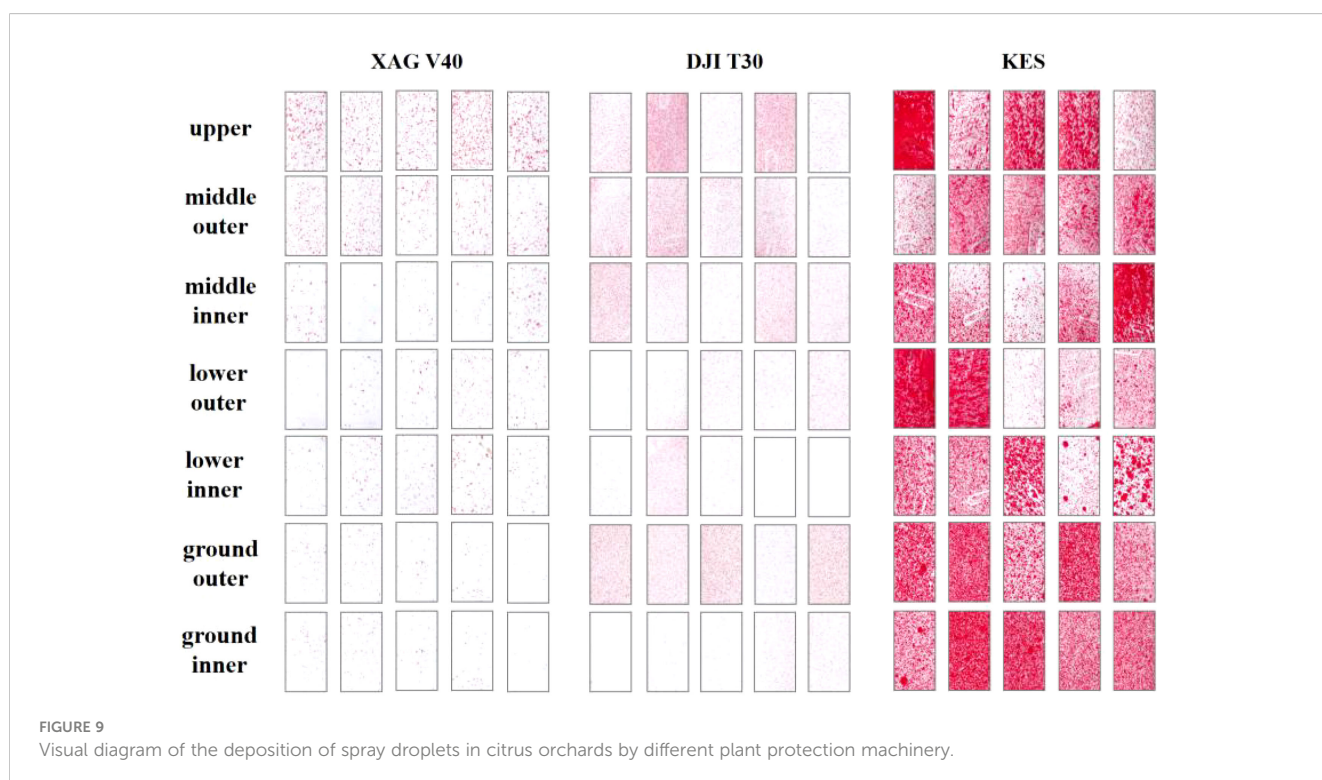 XAG V40
DJI T30
KES
upper
middle
outer
middle
inner
lower
outer
lower
inner
ground
outer
ground
inner
FIGURE 9
Visual diagram of the deposition of spray droplets in citrus orchards by different plant protection machinery.